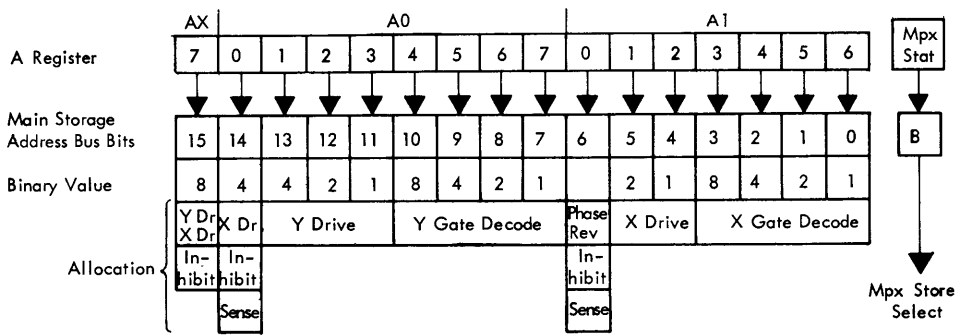 AX A0 A1
A Register 7 0 1 2 3 4 5 6 7 0 1 2 3 4 5 6 Mpx Stat
Main Storage
Address Bus Bits 15 14 13 12 11 10 9 8 7 6 5 4 3 2 1 0 B
Binary Value 8 4 4 2 1 8 4 2 1 2 1 8 4 2 1
Allocation
Y Dr
X Dr
X Dr
Y Drive
Y Gate Decode
Phase
Rev
X Drive
X Gate Decode
In-
hibit
In-
hibit
In-
hibit
Sense
Sense
Mpx Store
Select